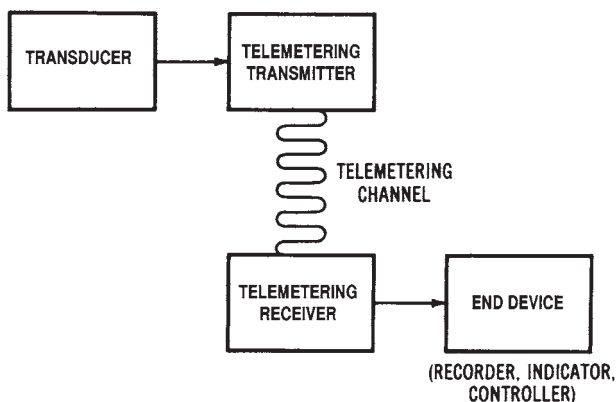 TRANSDUCER
TELEMETERING
TRANSMITTER
TELEMETERING
CHANNEL
TELEMETERING
RECEIVER
END DEVICE
(RECORDER, INDICATOR,
CONTROLLER)